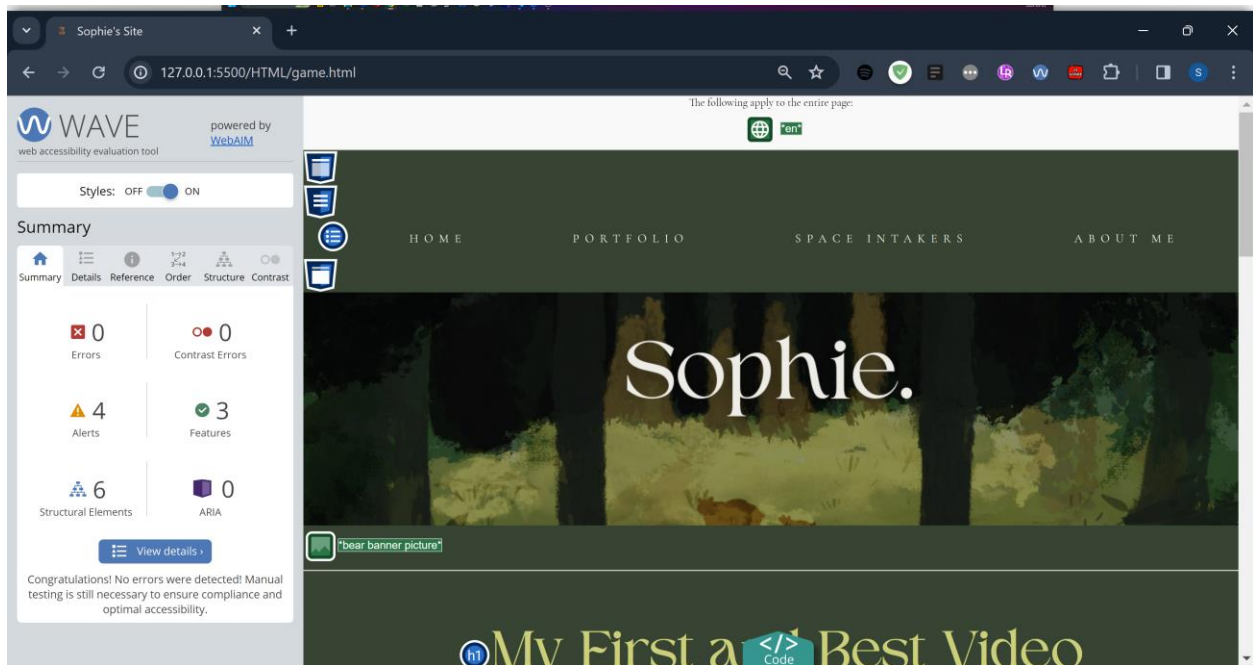 Sophie's Site
127.0.0.1:5500/HTML/game.html
S
WAVE
web accessibility evaluation tool
powered by
WebAIM
Styles: OFF ON
Summary
Summary Details Reference Order Structure Contrast
0
Errors
0
Contrast Errors
4
Alerts
3
Features
6
Structural Elements
0
ARIA
View details ›
Congratulations! No errors were detected! Manual
testing is still necessary to ensure compliance and
optimal accessibility.
The following apply to the entire page:
*en*
HOME PORTFOLIO SPACE INTAKERS ABOUT ME
Sophie.
*bear banner picture*
h1 My First a Best Video
</>
Code